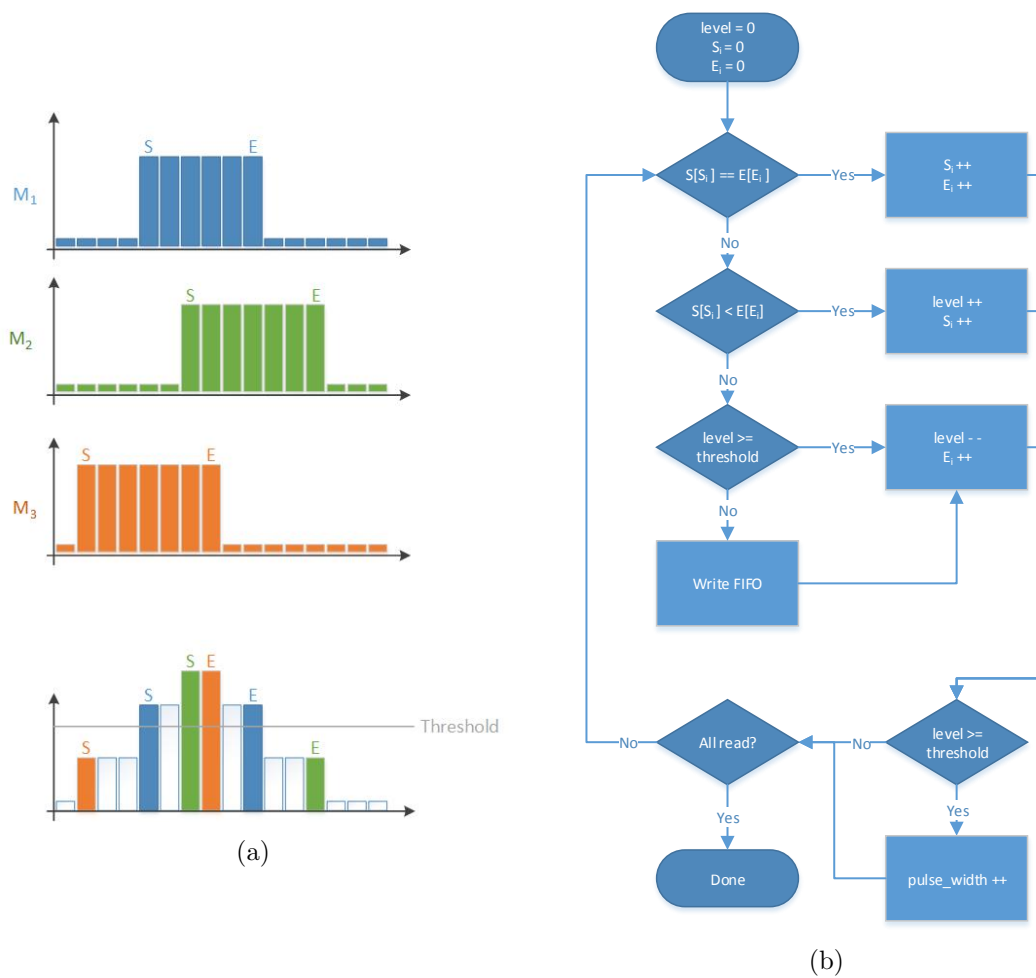 S E
M₁
S E
M₂
S E
M₃
S E
S E
Threshold
S
E
(a)
level = 0
Sᵢ = 0
Eᵢ = 0
S[Sᵢ ] == E[Eᵢ ]
Yes
Sᵢ ++
Eᵢ ++
No
S[Sᵢ ] < E[Eᵢ]
Yes
level ++
Sᵢ ++
No
level >=
threshold
Yes
level - -
Eᵢ ++
No
Write FIFO
No
All read?
No
level >=
threshold
Yes
Yes
Done
pulse_width ++
(b)